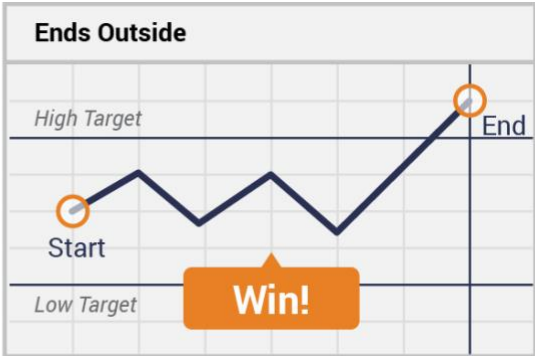 Ends Outside
High Target
End
Start
Win!
Low Target